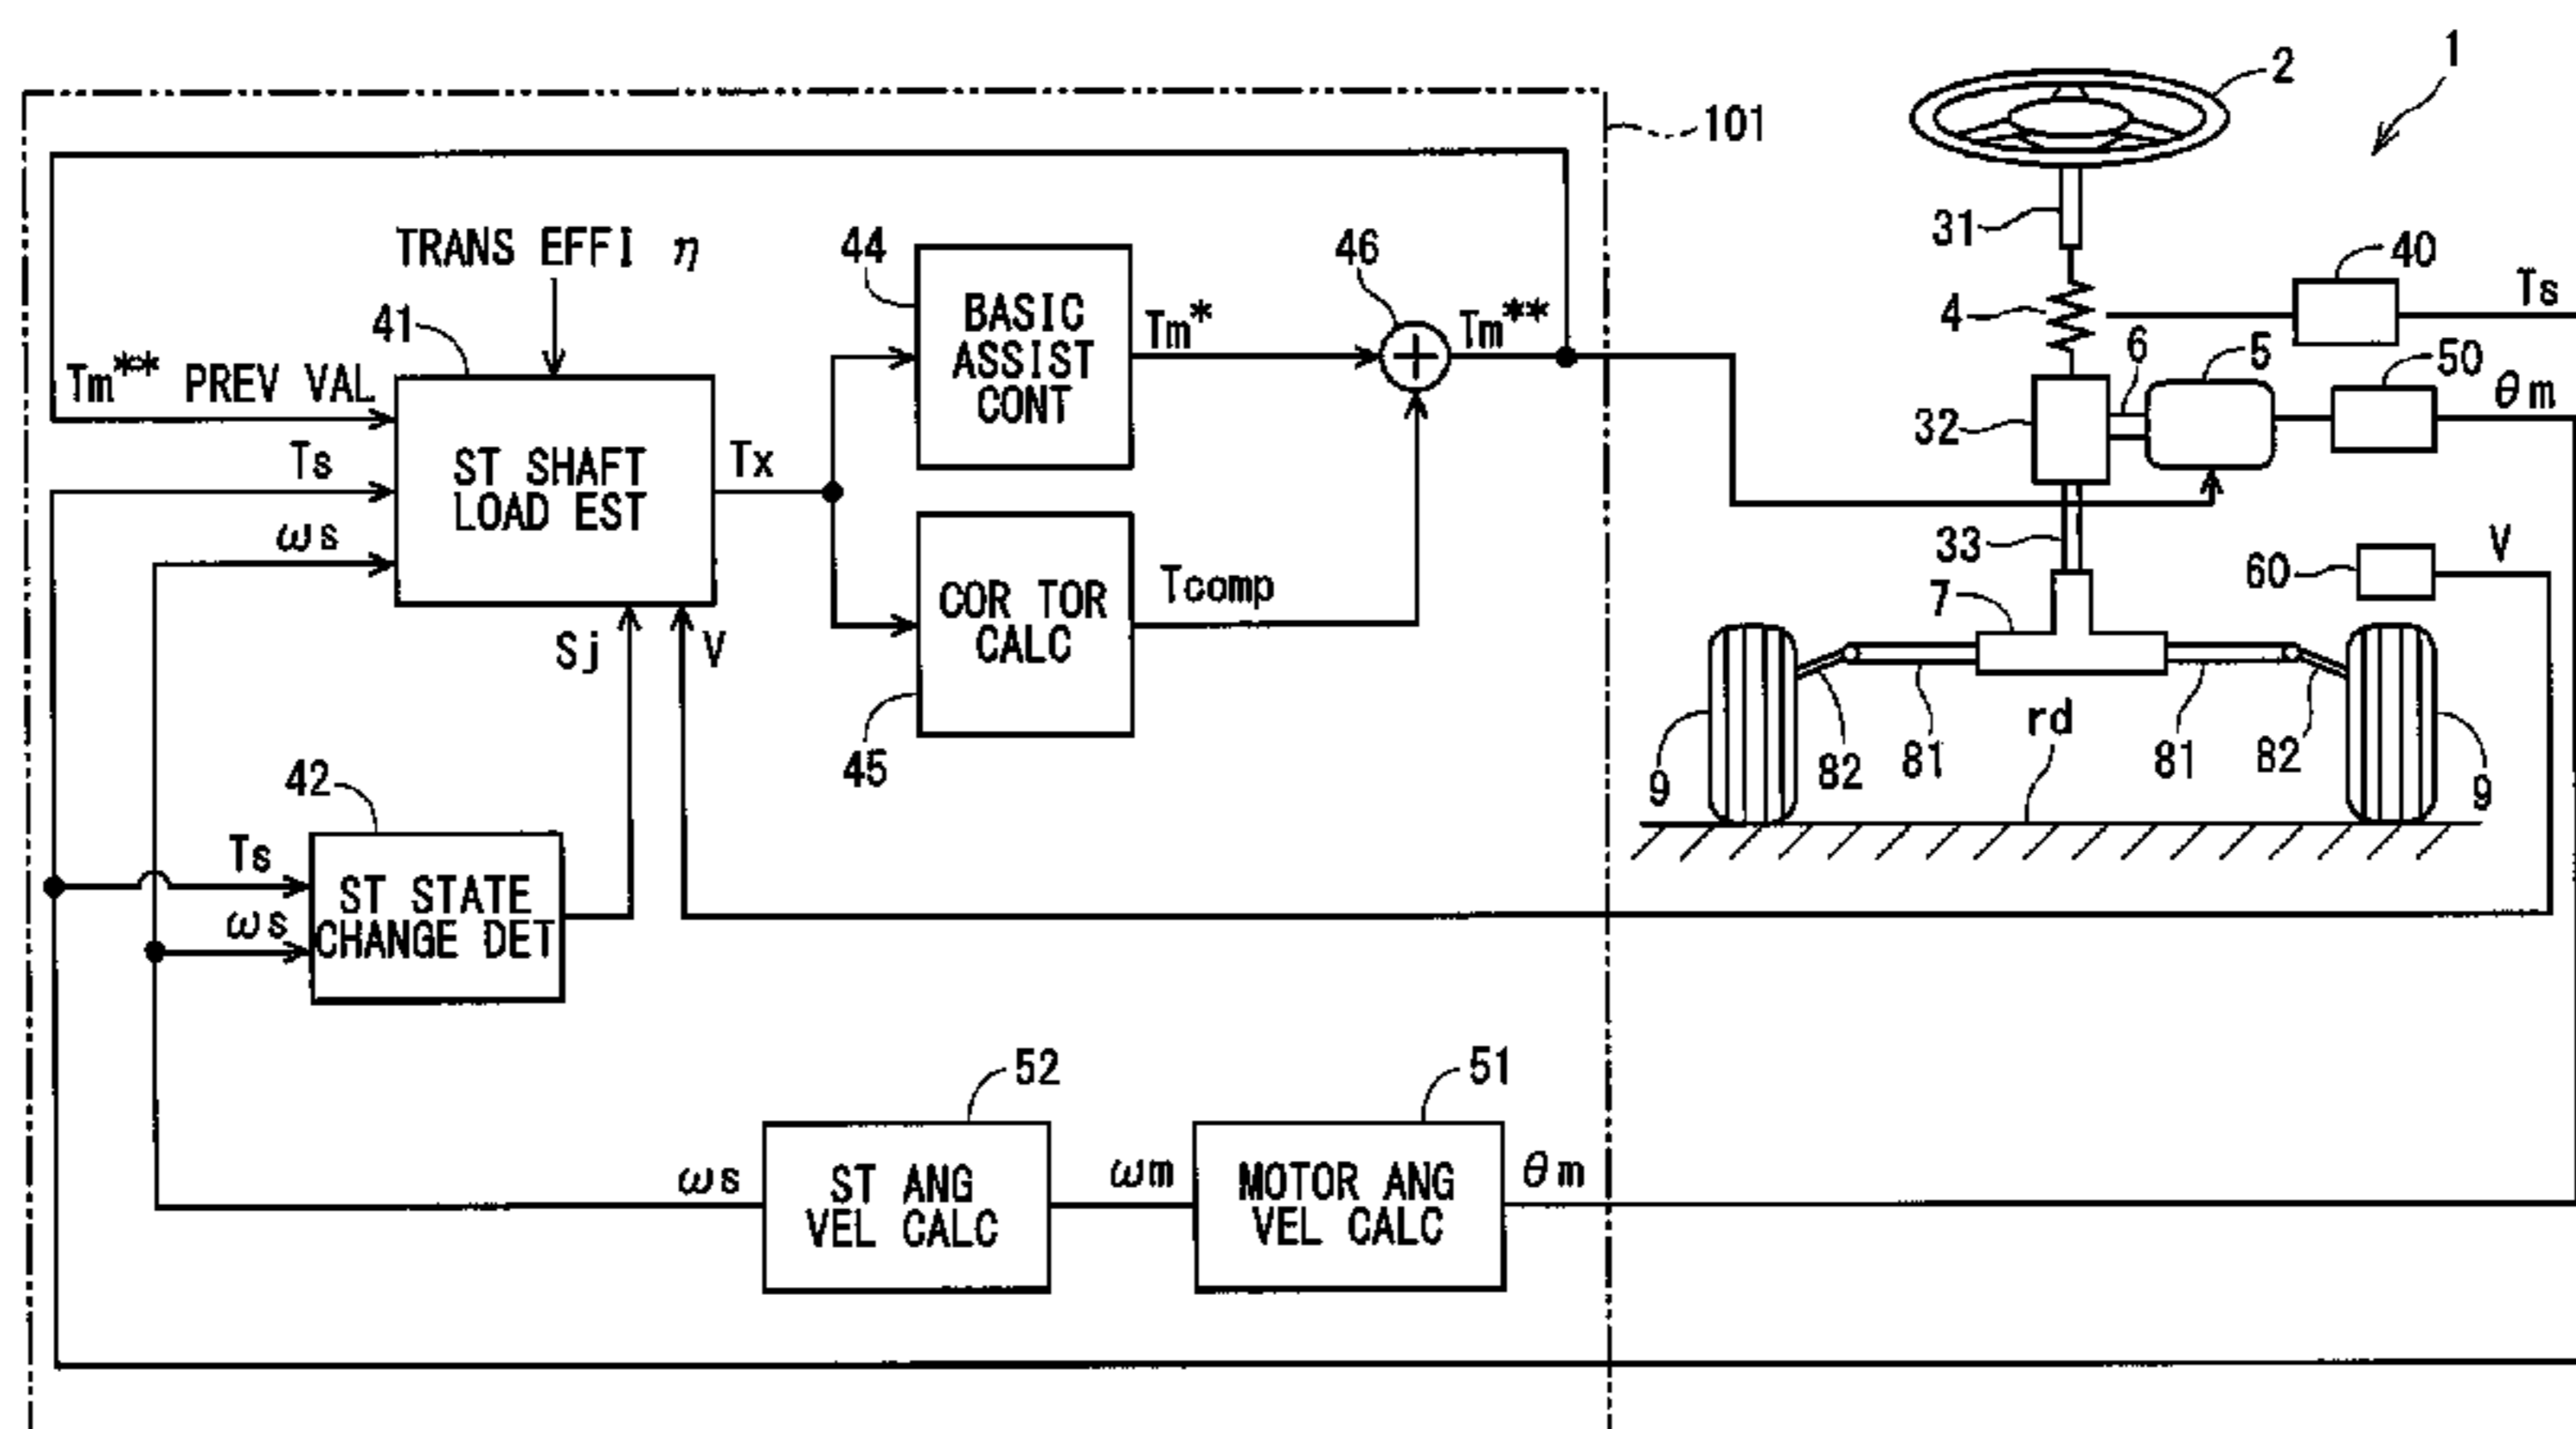 1
2
101
31
TRANS EFFI η
44
46
40
Ts
41
BASIC
ASSIST
CONT
Tm*
Tm**
4
6
5
50
θm
Tm** PREV VAL
32
Ts
ST SHAFT
LOAD EST
Tx
ωs
33
V
60
COR TOR
CALC
Tcomp
7
Sj
V
rd
45
9
82
81
81
82
9
42
Ts
ωs
ST STATE
CHANGE DET
52
51
ωs
ST ANG
VEL CALC
ωm
MOTOR ANG
VEL CALC
θm